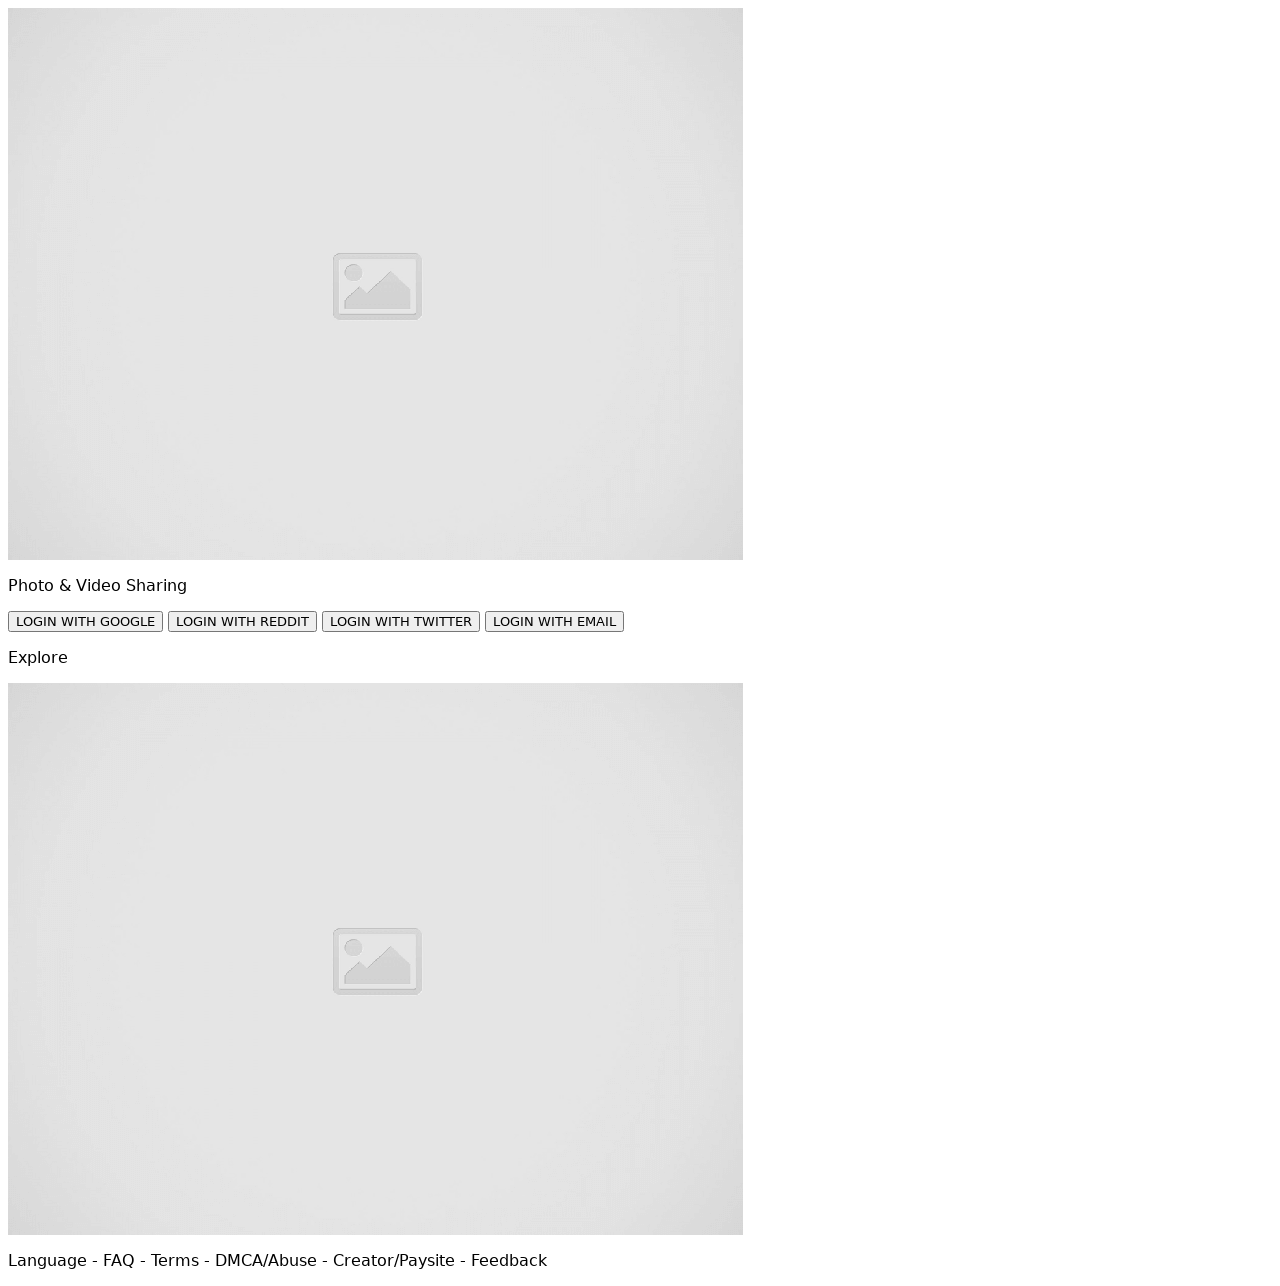 Photo & Video Sharing
LOGIN WITH GOOGLE LOGIN WITH REDDIT LOGIN WITH TWITTER LOGIN WITH EMAIL
Explore
Language - FAQ - Terms - DMCA/Abuse - Creator/Paysite - Feedback